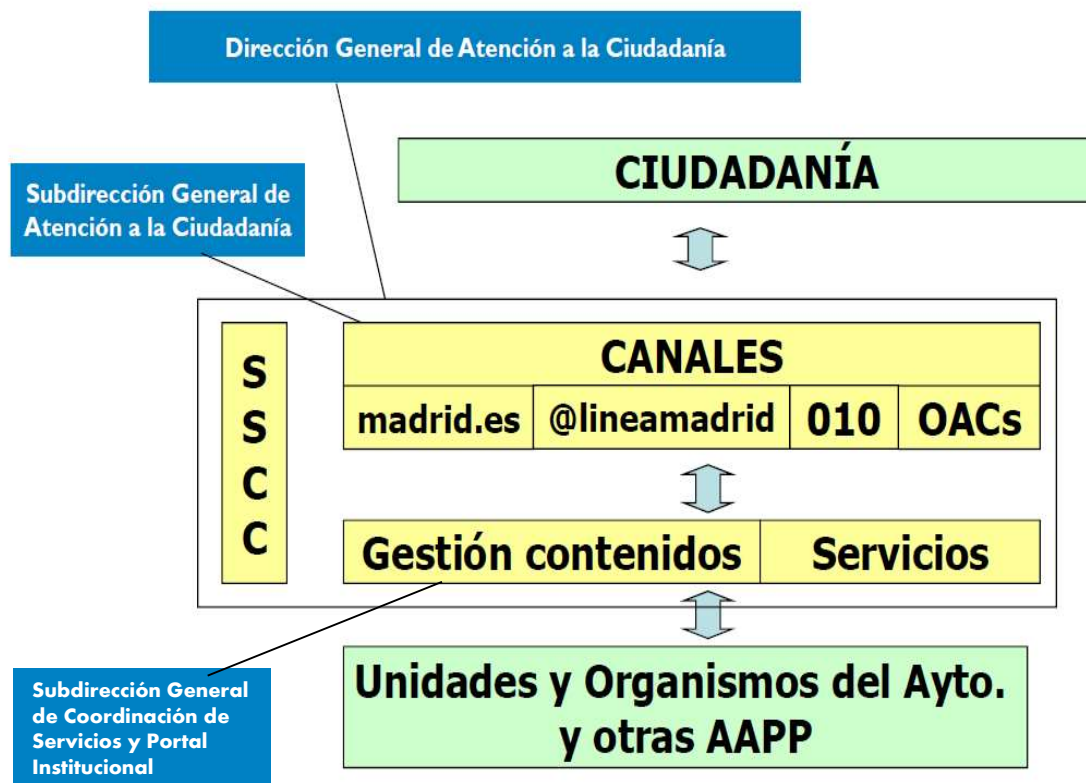 Dirección General de Atención a la Ciudadanía
CIUDADANÍA
Subdirección General de
Atención a la Ciudadanía
S
S
C
C
CANALES
madrid.es @lineamadrid 010 OACs
Gestión contenidos Servicios
Subdirección General
de Coordinación de
Servicios y Portal
Institucional
Unidades y Organismos del Ayto.
y otras AAPP